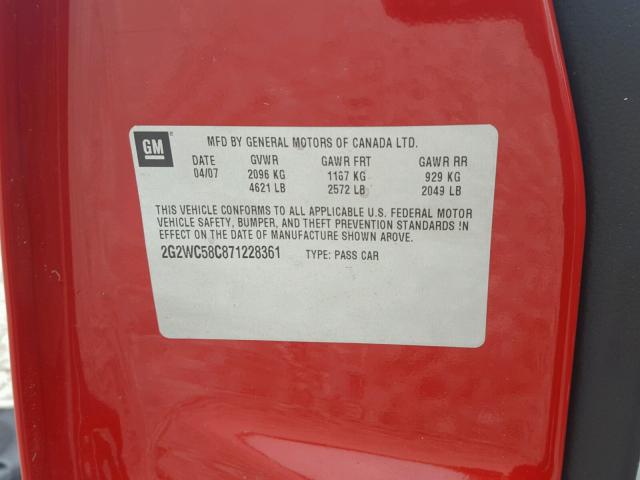 GM
MFD BY GENERAL MOTORS OF CANADA LTD.
DATE GVWR GAWR FRT GAWR RR
04/07 2096 KG 1167 KG 929 KG
4621 LB 2572 LB 2049 LB
THIS VEHICLE CONFORMS TO ALL APPLICABLE U.S. FEDERAL MOTOR
VEHICLE SAFETY, BUMPER, AND THEFT PREVENTION STANDARDS IN
EFFECT ON THE DATE OF MANUFACTURE SHOWN ABOVE.
2G2WC58C871228361 TYPE: PASS CAR